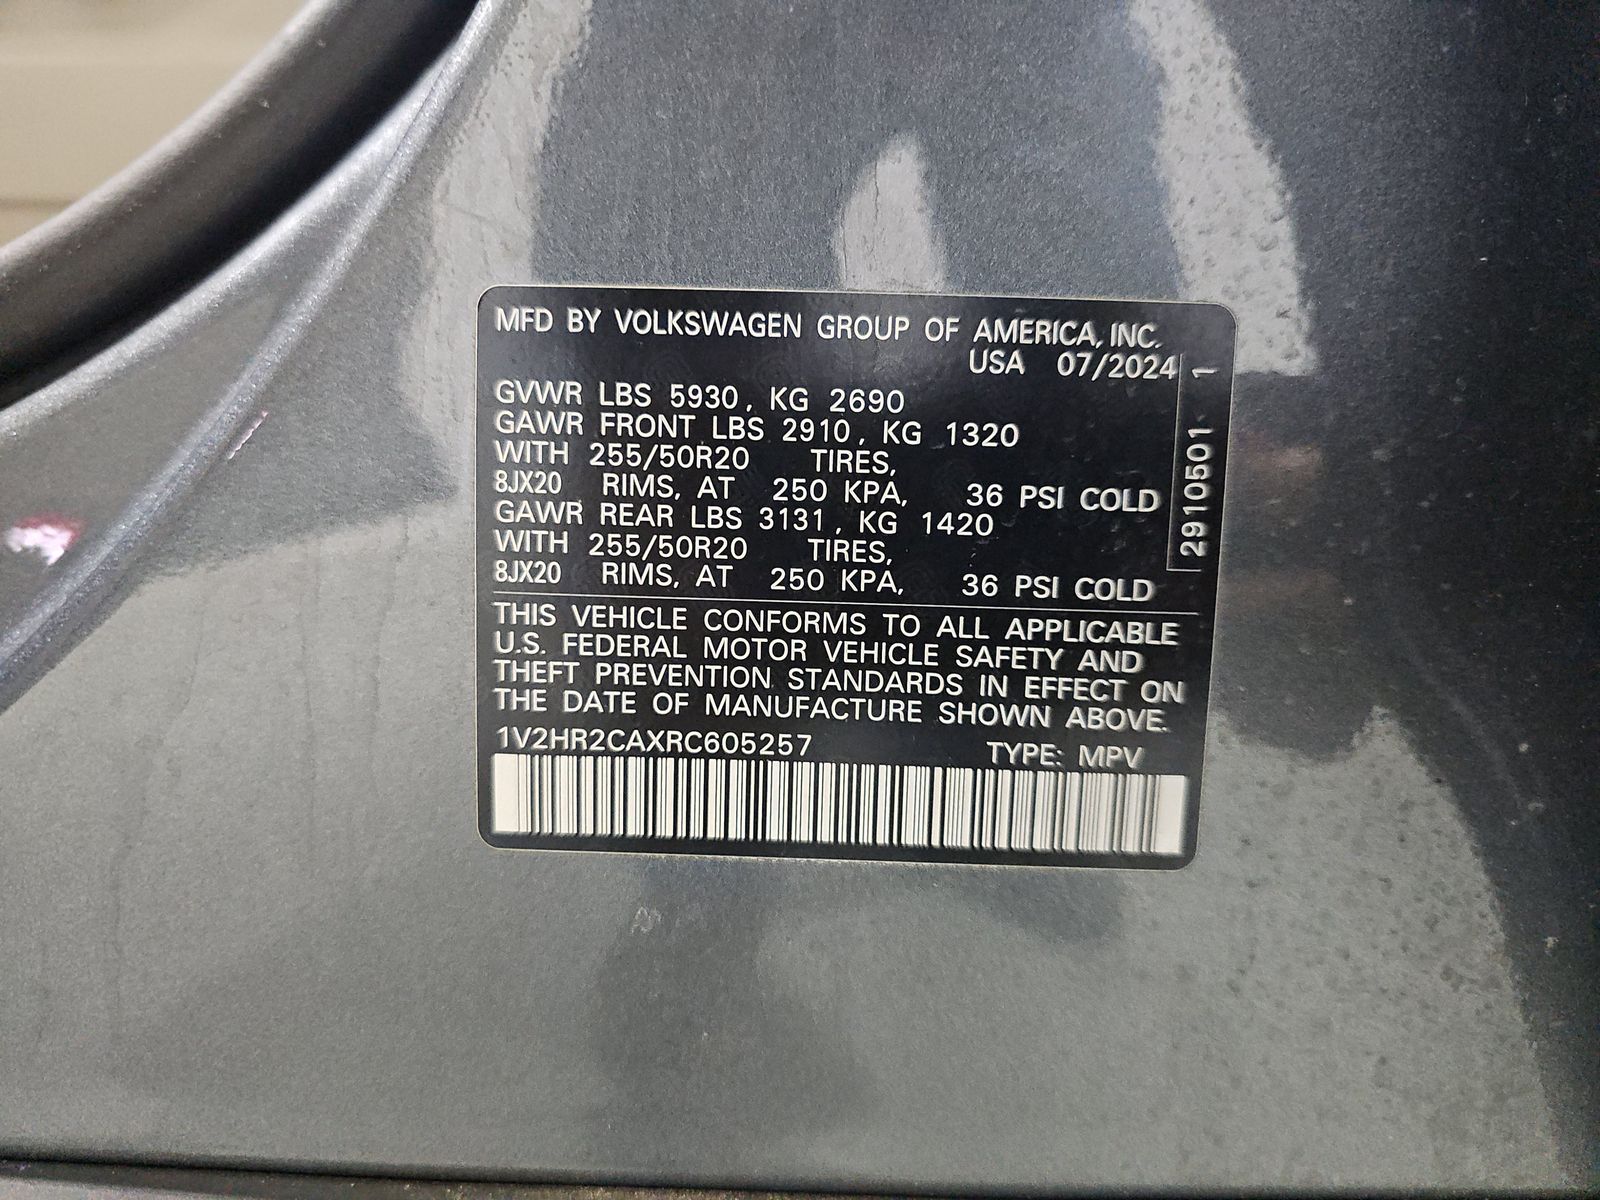 MFD BY VOLKSWAGEN GROUP OF AMERICA, INC.
USA 07/2024
GVWR LBS 5930, KG 2690
GAWR FRONT LBS 2910, KG 1320
WITH 255/50R20 TIRES,
8JX20 RIMS, AT 250 KPA, 36 PSI COLD
GAWR REAR LBS 3131, KG 1420
WITH 255/50R20 TIRES,
8JX20 RIMS, AT 250 KPA, 36 PSI COLD
2910501 1
THIS VEHICLE CONFORMS TO ALL APPLICABLE
U.S. FEDERAL MOTOR VEHICLE SAFETY AND
THEFT PREVENTION STANDARDS IN EFFECT ON
THE DATE OF MANUFACTURE SHOWN ABOVE.
1V2HR2CAXRC605257 TYPE: MPV